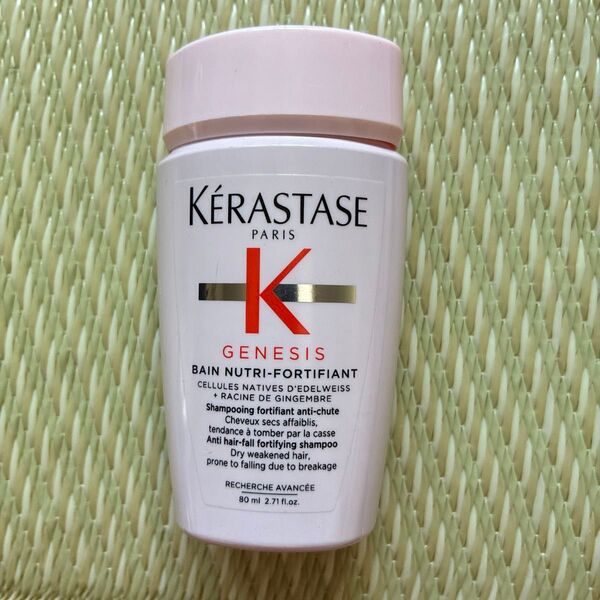 KÉRASTASE
PARIS
K
GENESIS
BAIN NUTRI-FORTIFIANT
CELLULES NATIVES D'EDELWEISS
+ RACINE DE GINGEMBRE
Shampooing fortifiant anti-chute
Cheveux secs affaiblis,
tendance à tomber par la casse
Anti hair-fall fortifying shampoo
Dry weakened hair,
prone to falling due to breakage
RECHERCHE AVANCÉE
80 ml 2.71 fl.oz.